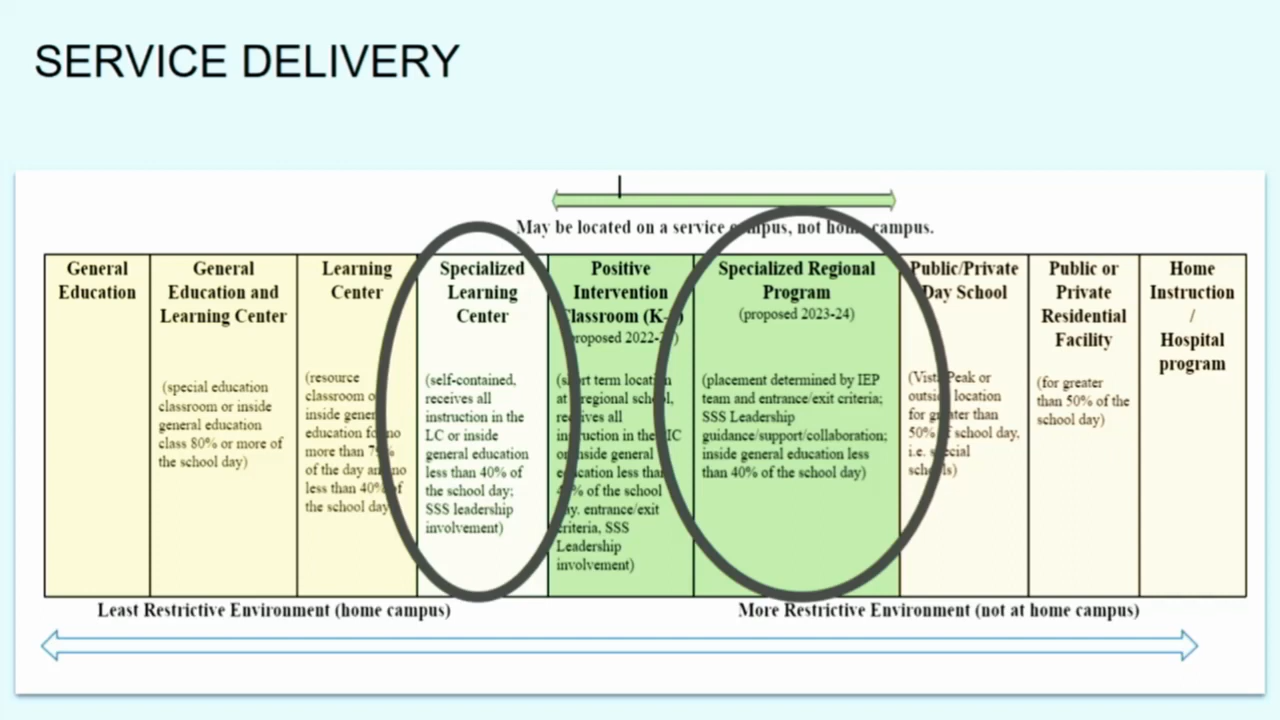 SERVICE DELIVERY
May be located on a service campus, not home campus.
General
Education
General
Education and
Learning Center
(special education
classroom or inside
general education
class 80% or more of
the school day)
Learning
Center
(resource
classroom or
inside general
education for no
more than 79%
of the day and no
less than 40% of
the school day
Specialized
Learning
Center
(self-contained,
receives all
instruction in the
LC or inside
general education
less than 40% of
the school day;
SSS leadership
involvement)
Positive
Intervention
Classroom (K-
proposed 2022-
(short term location
at regional school,
receives all
instruction in the
or inside general
education less than
of the school
day. entrance/exit
criteria, SSS
Leadership
involvement)
Specialized Regional
Program
(proposed 2023-24)
(placement determined by IEP
team and entrance/exit criteria;
SSS Leadership
guidance/support/collaboration;
inside general education less
than 40% of the school day)
Public/Private
Day School
(Vista Peak or
outside location
for greater than
50% of school day,
i.e. special
schools)
Public or
Private
Residential
Facility
(for greater
than 50% of the
school day)
Home
Instruction
/
Hospital
program
Least Restrictive Environment (home campus)
More Restrictive Environment (not at home campus)